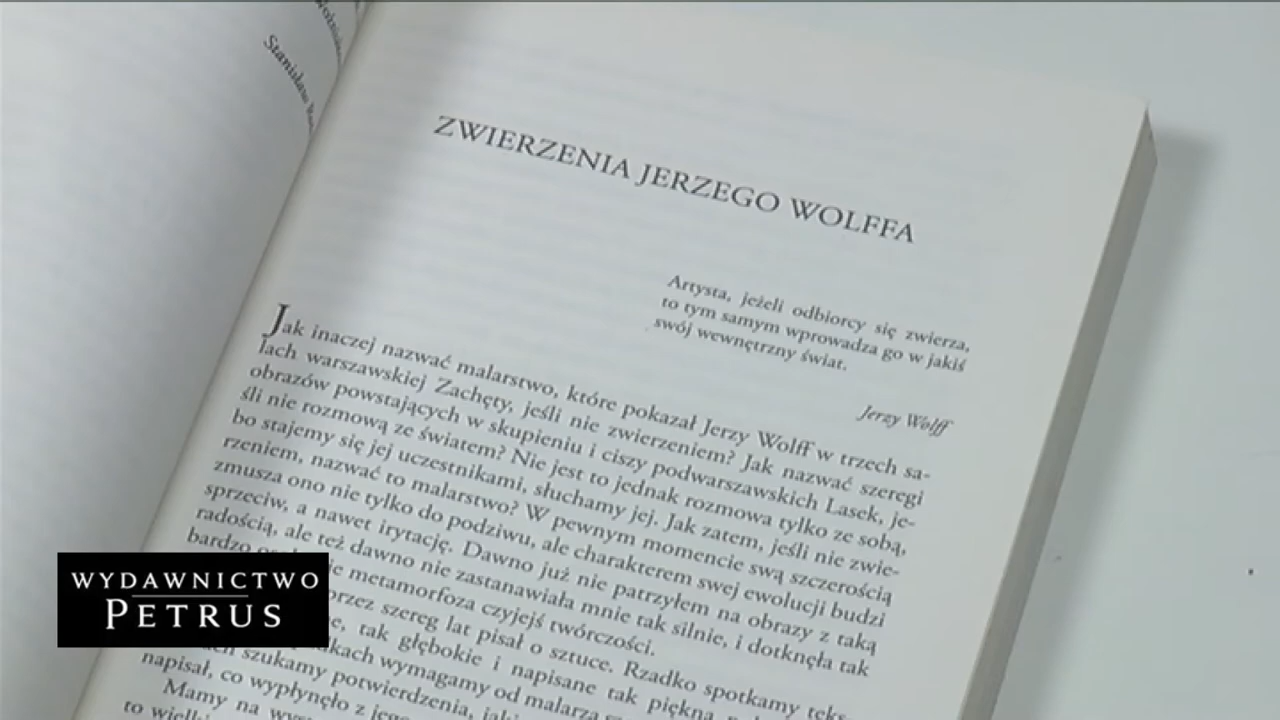 Stanisław
ZWIERZENIA JERZEGO WOLFFA
Artysta, jeżeli odbiorcy się zwierza,
to tym samym wprowadza go w jakiś
swój wewnętrzny świat.
Jerzy Wolff
Jak inaczej nazwać malarstwo, które pokazał Jerzy Wolff w trzech sa-
lach warszawskiej Zachęty, jeśli nie zwierzeniem? Jak nazwać szeregi
obrazów powstających w skupieniu i ciszy podwarszawskich Lasek, je-
śli nie rozmową ze światem? Nie jest to jednak rozmowa tylko ze sobą,
bo stajemy się jej uczestnikami, słuchamy jej. Jak zatem, jeśli nie zwie-
rzeniem, nazwać to malarstwo? W pewnym momencie swą szczerością
zmusza ono nie tylko do podziwu, ale charakterem swej ewolucji budzi
sprzeciw, a nawet irytację. Dawno już nie patrzyłem na obrazy z taką
radością, ale też dawno nie zastanawiała mnie tak silnie, i dotknęła tak
bardzo metamorfoza czyjejś twórczości.
przez szereg lat pisał o sztuce. Rzadko spotkamy
tak głębokie i napisane tak
wymagamy od malarza
szukamy potwierdzenia,
napisał, co wypłynęło z jego
Mamy na
to
WYDAWNICTWO
PETRUS